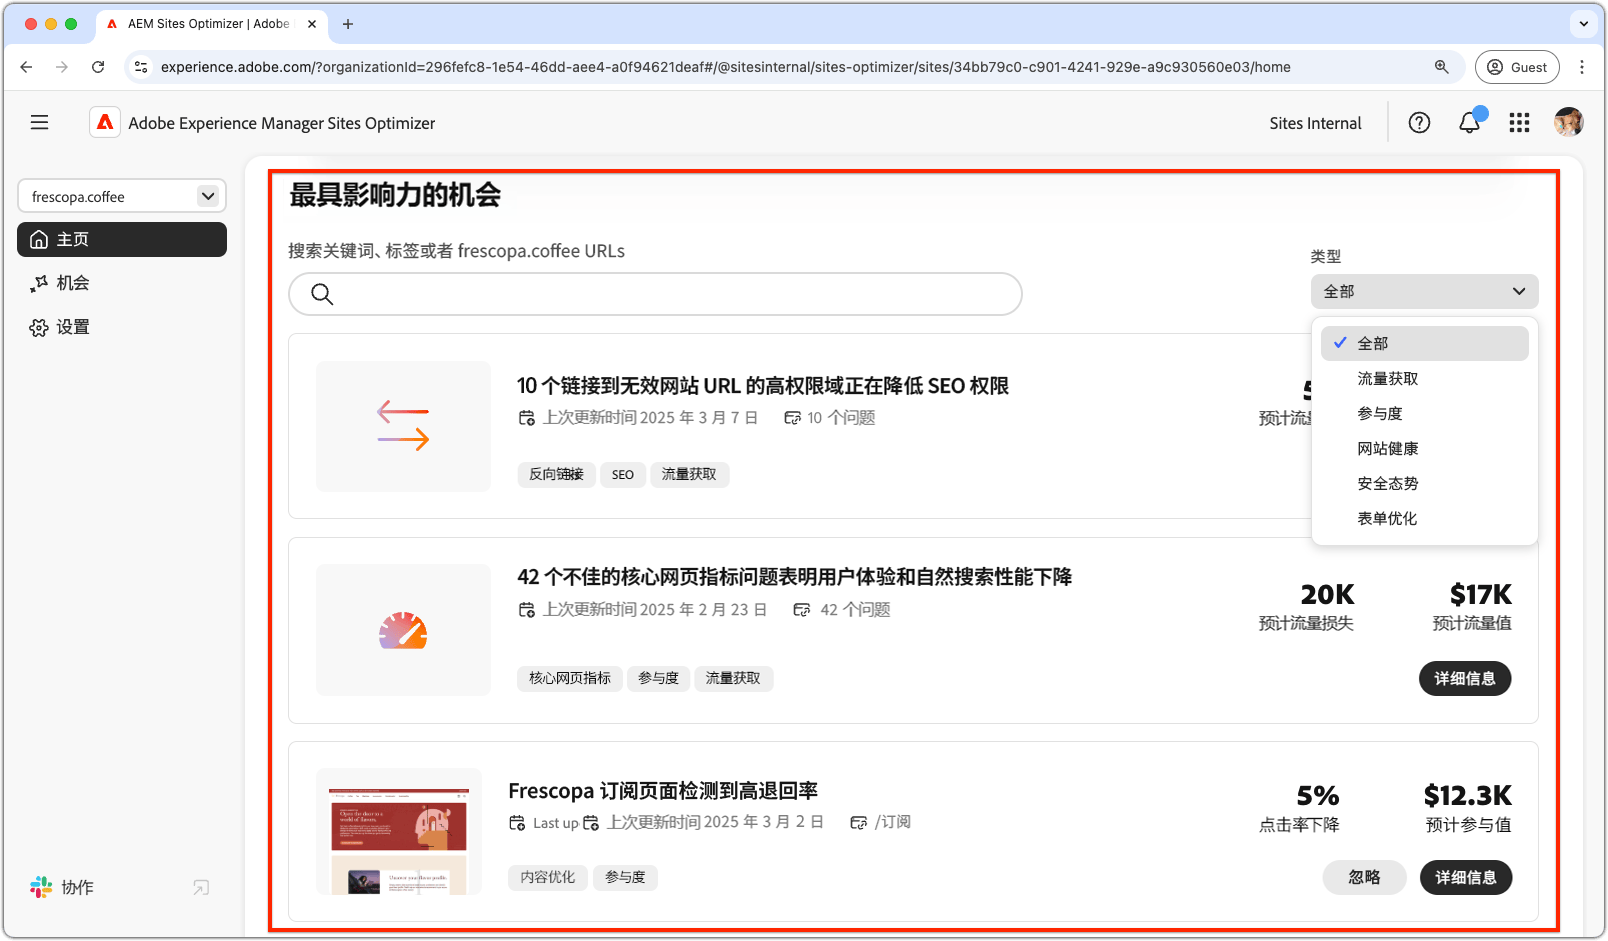 AEM Sites Optimizer | Adobe
experience.adobe.com/?organizationId=296fefc8-1e54-46dd-aee4-a0f94621deaf#/@sitesinternal/sites-optimizer/sites/34bb79c0-c901-4241-929e-a9c930560e03/home
Guest
Adobe Experience Manager Sites Optimizer
Sites Internal
frescopa.coffee
主页
机会
设置
协作
最具影响力的机会
搜索关键词、标签或者 frescopa.coffee URLs
类型
全部
全部
流量获取
参与度
网站健康
安全态势
表单优化
10 个链接到无效网站 URL 的高权限域正在降低 SEO 权限
上次更新时间 2025 年 3 月 7 日 10 个问题
预计流量
反向链接 SEO 流量获取
42 个不佳的核心网页指标问题表明用户体验和自然搜索性能下降
上次更新时间 2025 年 2 月 23 日 42 个问题
20K $17K
预计流量损失 预计流量值
核心网页指标 参与度 流量获取
详细信息
Open the door to a
world of flavors.
Uncover your flavor profile.
Frescopa 订阅页面检测到高退回率
Last up 上次更新时间 2025 年 3 月 2 日 /订阅
5% $12.3K
点击率下降 预计参与值
内容优化 参与度
忽略 详细信息